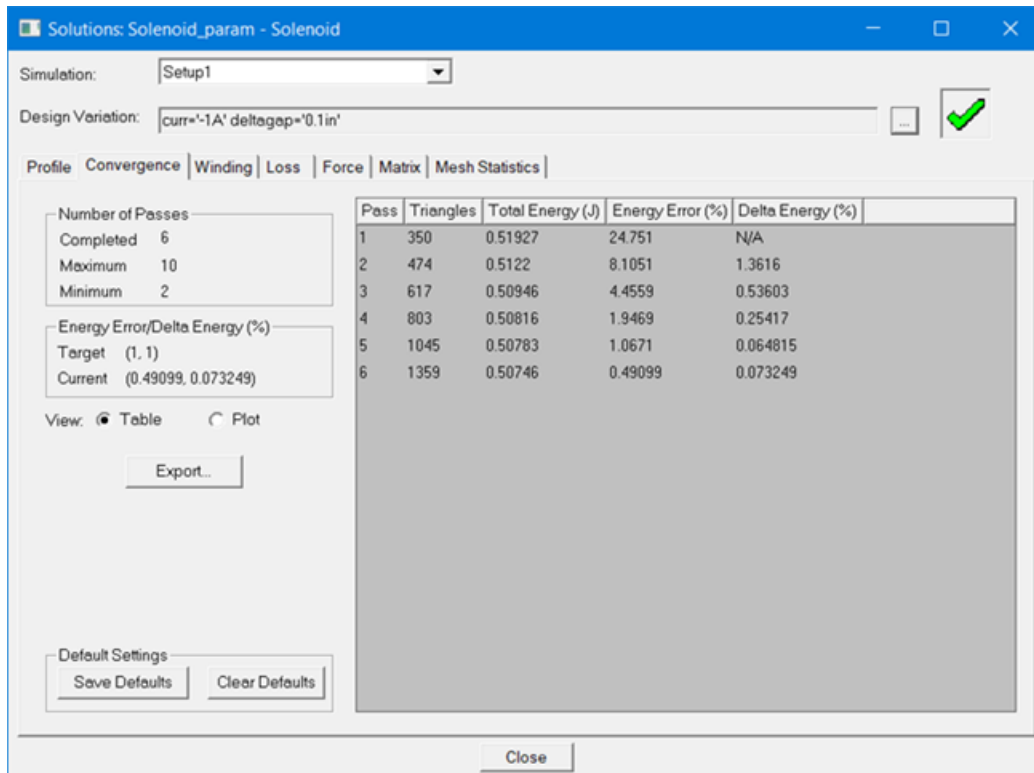 Solutions: Solenoid_param - Solenoid
Simulation: Setup1
Design Variation: curr='-1A' deltagap='0.1in' ...
Profile Convergence Winding Loss Force Matrix Mesh Statistics
Number of Passes
Completed 6
Maximum 10
Minimum 2
Energy Error/Delta Energy (%)
Target (1, 1)
Current (0.49099, 0.073249)
View: Table Plot
Export...
Default Settings
Save Defaults Clear Defaults
Pass Triangles Total Energy (J) Energy Error (%) Delta Energy (%)
1 350 0.51927 24.751 N/A
2 474 0.5122 8.1051 1.3616
3 617 0.50946 4.4559 0.53603
4 803 0.50816 1.9469 0.25417
5 1045 0.50783 1.0671 0.064815
6 1359 0.50746 0.49099 0.073249
Close